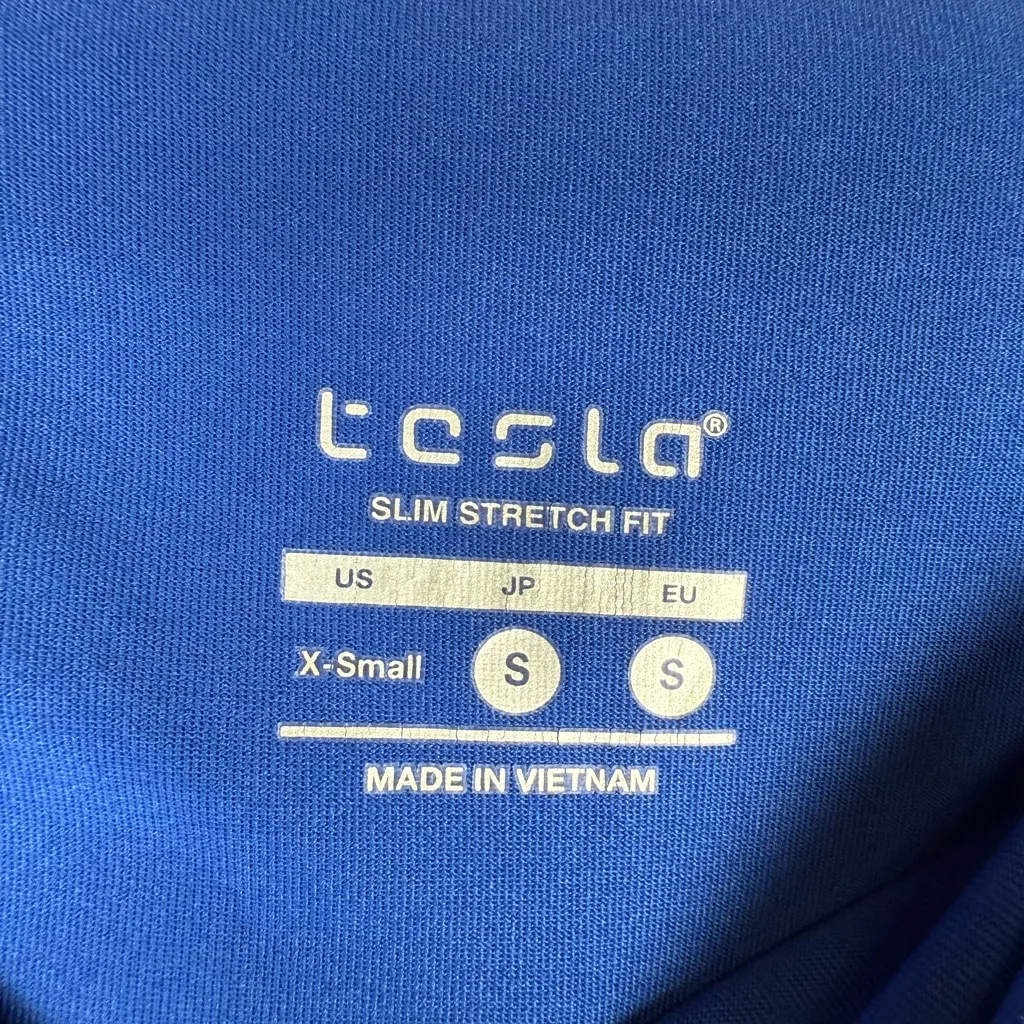 tesla®
SLIM STRETCH FIT
US JP EU
X-Small S S
MADE IN VIETNAM